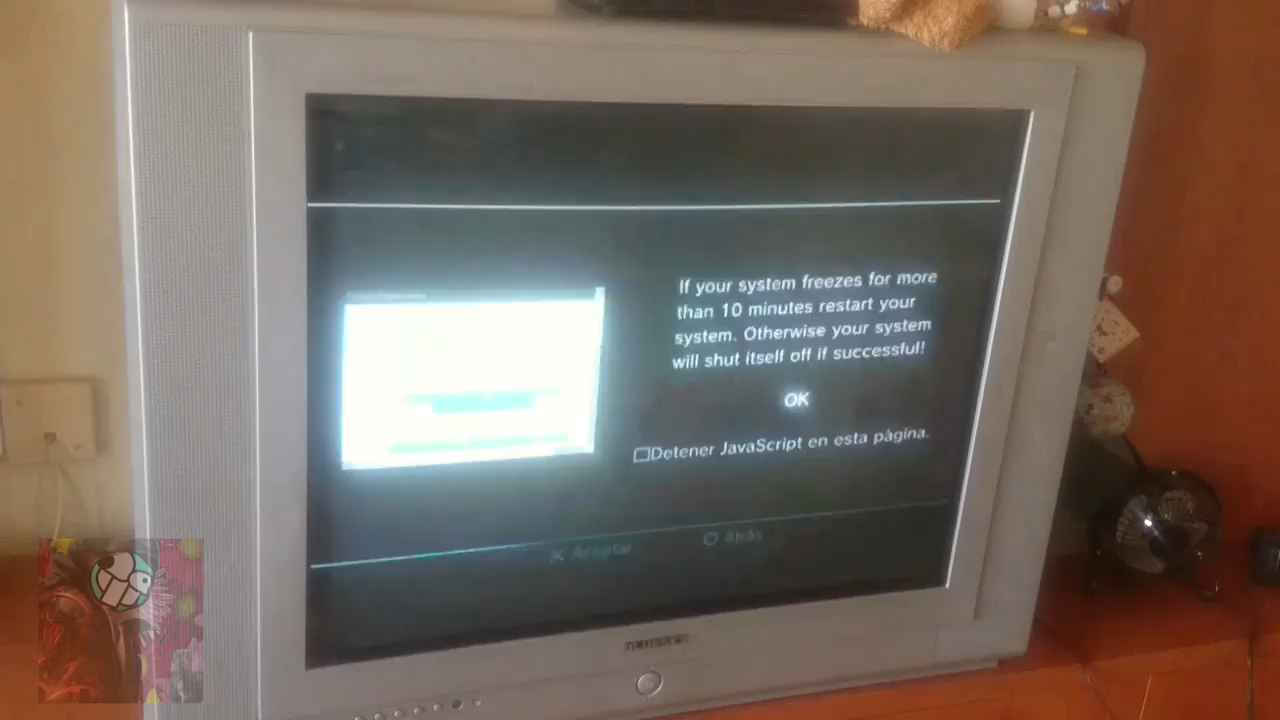 If your system freezes for more
than 10 minutes restart your
system. Otherwise your system
will shut itself off if successful!
OK
Detener JavaScript en esta página.
Aceptar
Atrás